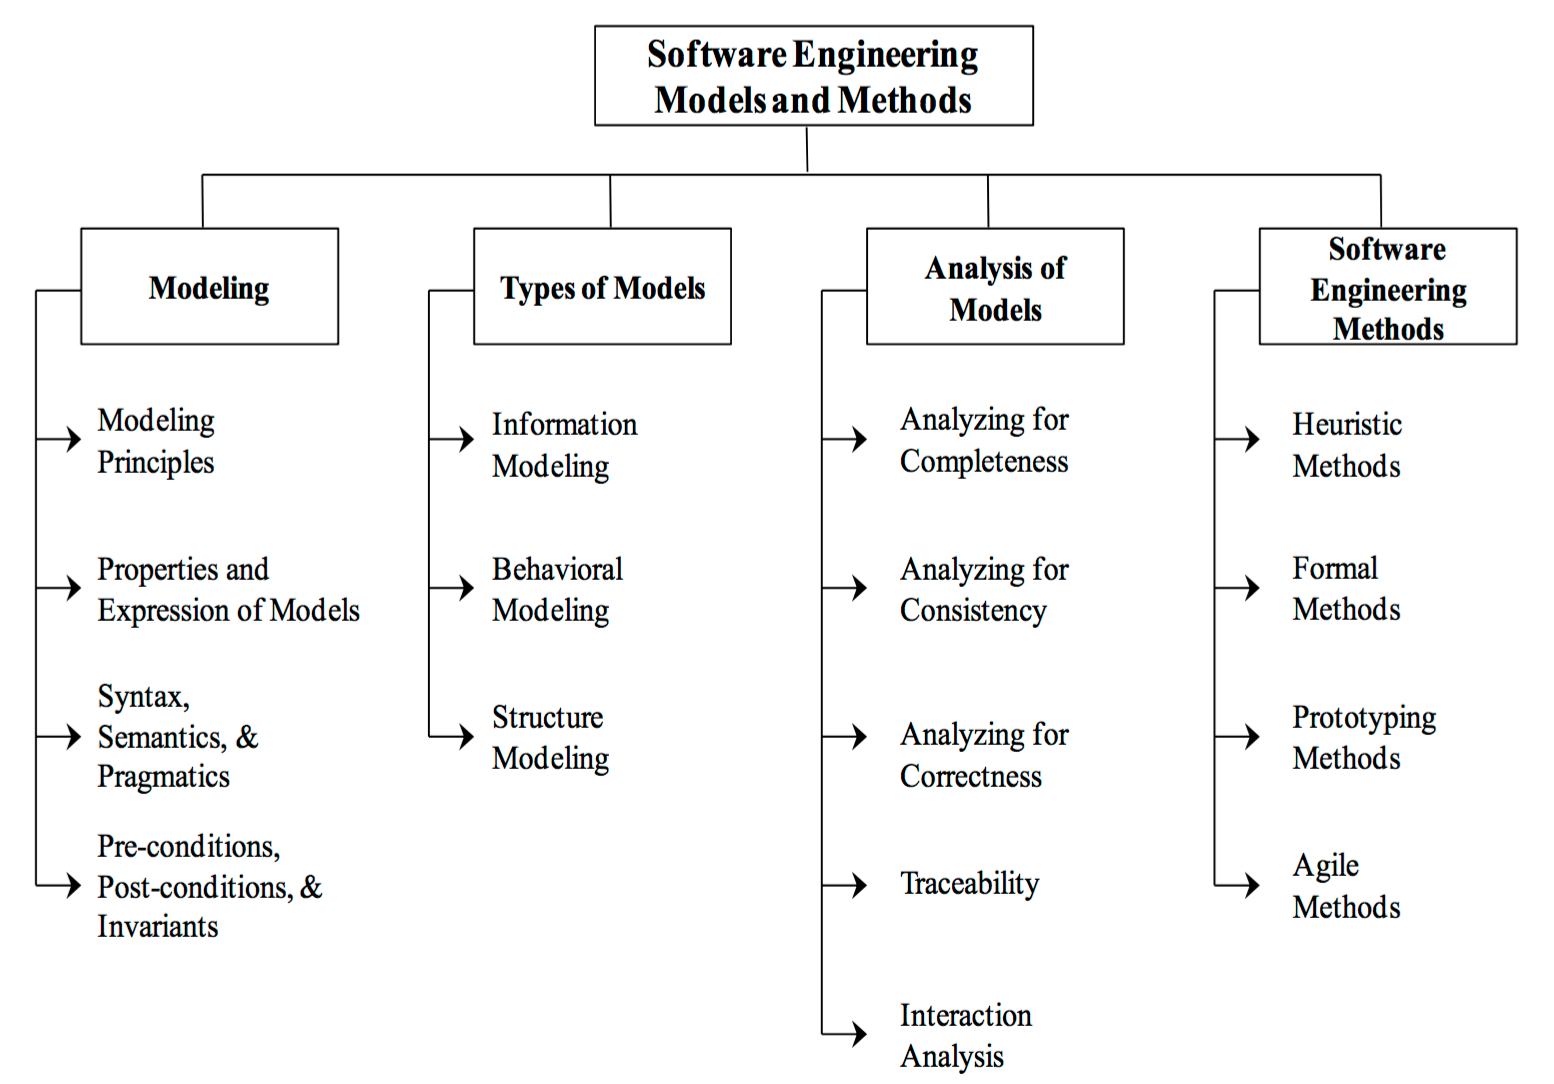 Software Engineering
Models and Methods
Modeling
Modeling
Principles
Properties and
Expression of Models
Syntax,
Semantics, &
Pragmatics
Pre-conditions,
Post-conditions, &
Invariants
Types of Models
Information
Modeling
Behavioral
Modeling
Structure
Modeling
Analysis of
Models
Analyzing for
Completeness
Analyzing for
Consistency
Analyzing for
Correctness
Traceability
Interaction
Analysis
Software
Engineering
Methods
Heuristic
Methods
Formal
Methods
Prototyping
Methods
Agile
Methods